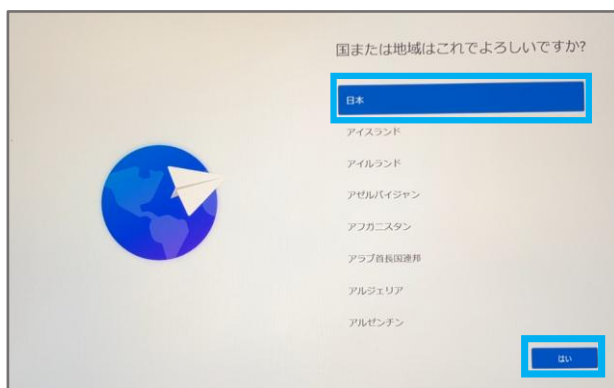 国または地域はこれでよろしいですか?
日本
アイスランド
アイルランド
アゼルバイジャン
アフガニスタン
アラブ首長国連邦
アルジェリア
アルゼンチン
はい